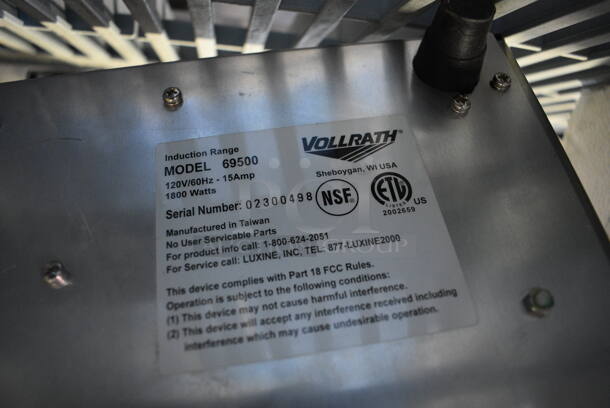 Induction Range
MODEL 69500
120V/60Hz - 15Amp
1800 Watts
Serial Number: 02300498
VOLLRATH®
Sheboygan, WI USA
NSF®
ETL
LISTED
US
2002659
Manufactured in Taiwan
No User Servicable Parts
For product info call: 1-800-624-2051
For Service call: LUXINE, INC. TEL: 877-LUXINE2000
This device complies with Part 18 FCC Rules.
Operation is subject to the following conditions:
(1) This device may not cause harmful interference.
(2) This device will accept any interference received including
interference which may cause undesirable operation.